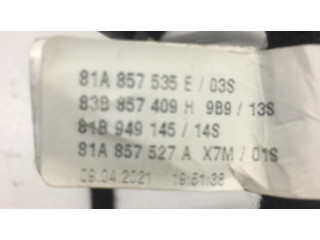 81A 857 535 E / 03S
83B 857 409 H 9B9 / 13S
81B 949 145 / 14S
81A 857 527 A X7M / 01S
09.04.2021 19:51:38